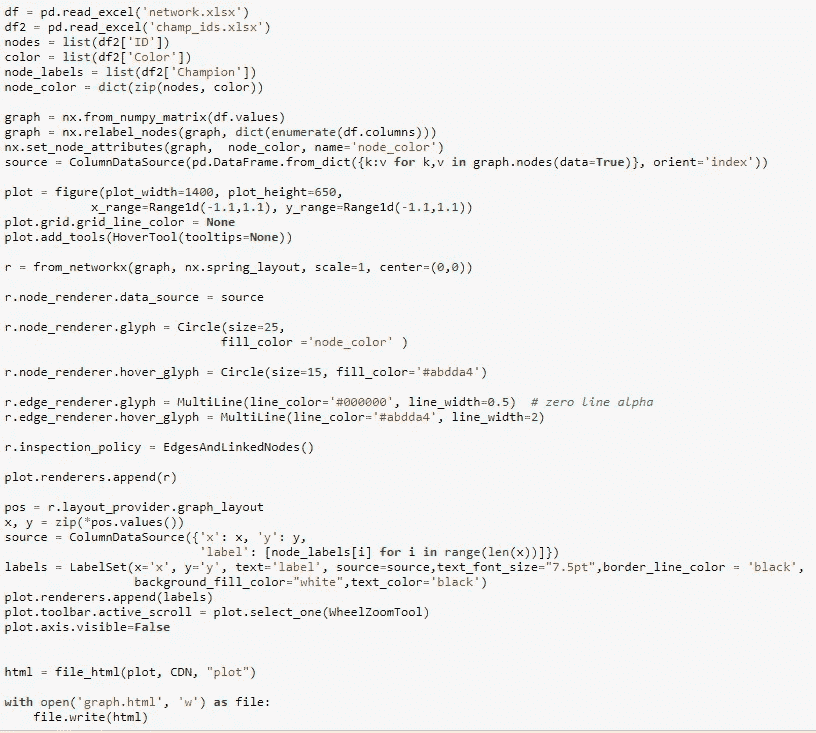 df = pd.read_excel('network.xlsx')
df2 = pd.read_excel('champ_ids.xlsx')
nodes = list(df2['ID'])
color = list(df2['Color'])
node_labels = list(df2['Champion'])
node_color = dict(zip(nodes, color))

graph = nx.from_numpy_matrix(df.values)
graph = nx.relabel_nodes(graph, dict(enumerate(df.columns)))
nx.set_node_attributes(graph,  node_color, name='node_color')
source = ColumnDataSource(pd.DataFrame.from_dict({k:v for k,v in graph.nodes(data=True)}, orient='index'))

plot = figure(plot_width=1400, plot_height=650,
            x_range=Range1d(-1.1,1.1), y_range=Range1d(-1.1,1.1))
plot.grid.grid_line_color = None
plot.add_tools(HoverTool(tooltips=None))

r = from_networkx(graph, nx.spring_layout, scale=1, center=(0,0))

r.node_renderer.data_source = source

r.node_renderer.glyph = Circle(size=25,
                              fill_color ='node_color' )

r.node_renderer.hover_glyph = Circle(size=15, fill_color='#abdda4')

r.edge_renderer.glyph = MultiLine(line_color='#000000', line_width=0.5)  # zero line alpha
r.edge_renderer.hover_glyph = MultiLine(line_color='#abdda4', line_width=2)

r.inspection_policy = EdgesAndLinkedNodes()

plot.renderers.append(r)

pos = r.layout_provider.graph_layout
x, y = zip(*pos.values())
source = ColumnDataSource({'x': x, 'y': y,
                           'label': [node_labels[i] for i in range(len(x))]})
labels = LabelSet(x='x', y='y', text='label', source=source,text_font_size="7.5pt",border_line_color = 'black',
                  background_fill_color="white",text_color='black')
plot.renderers.append(labels)
plot.toolbar.active_scroll = plot.select_one(WheelZoomTool)
plot.axis.visible=False

html = file_html(plot, CDN, "plot")

with open('graph.html', 'w') as file:
    file.write(html)